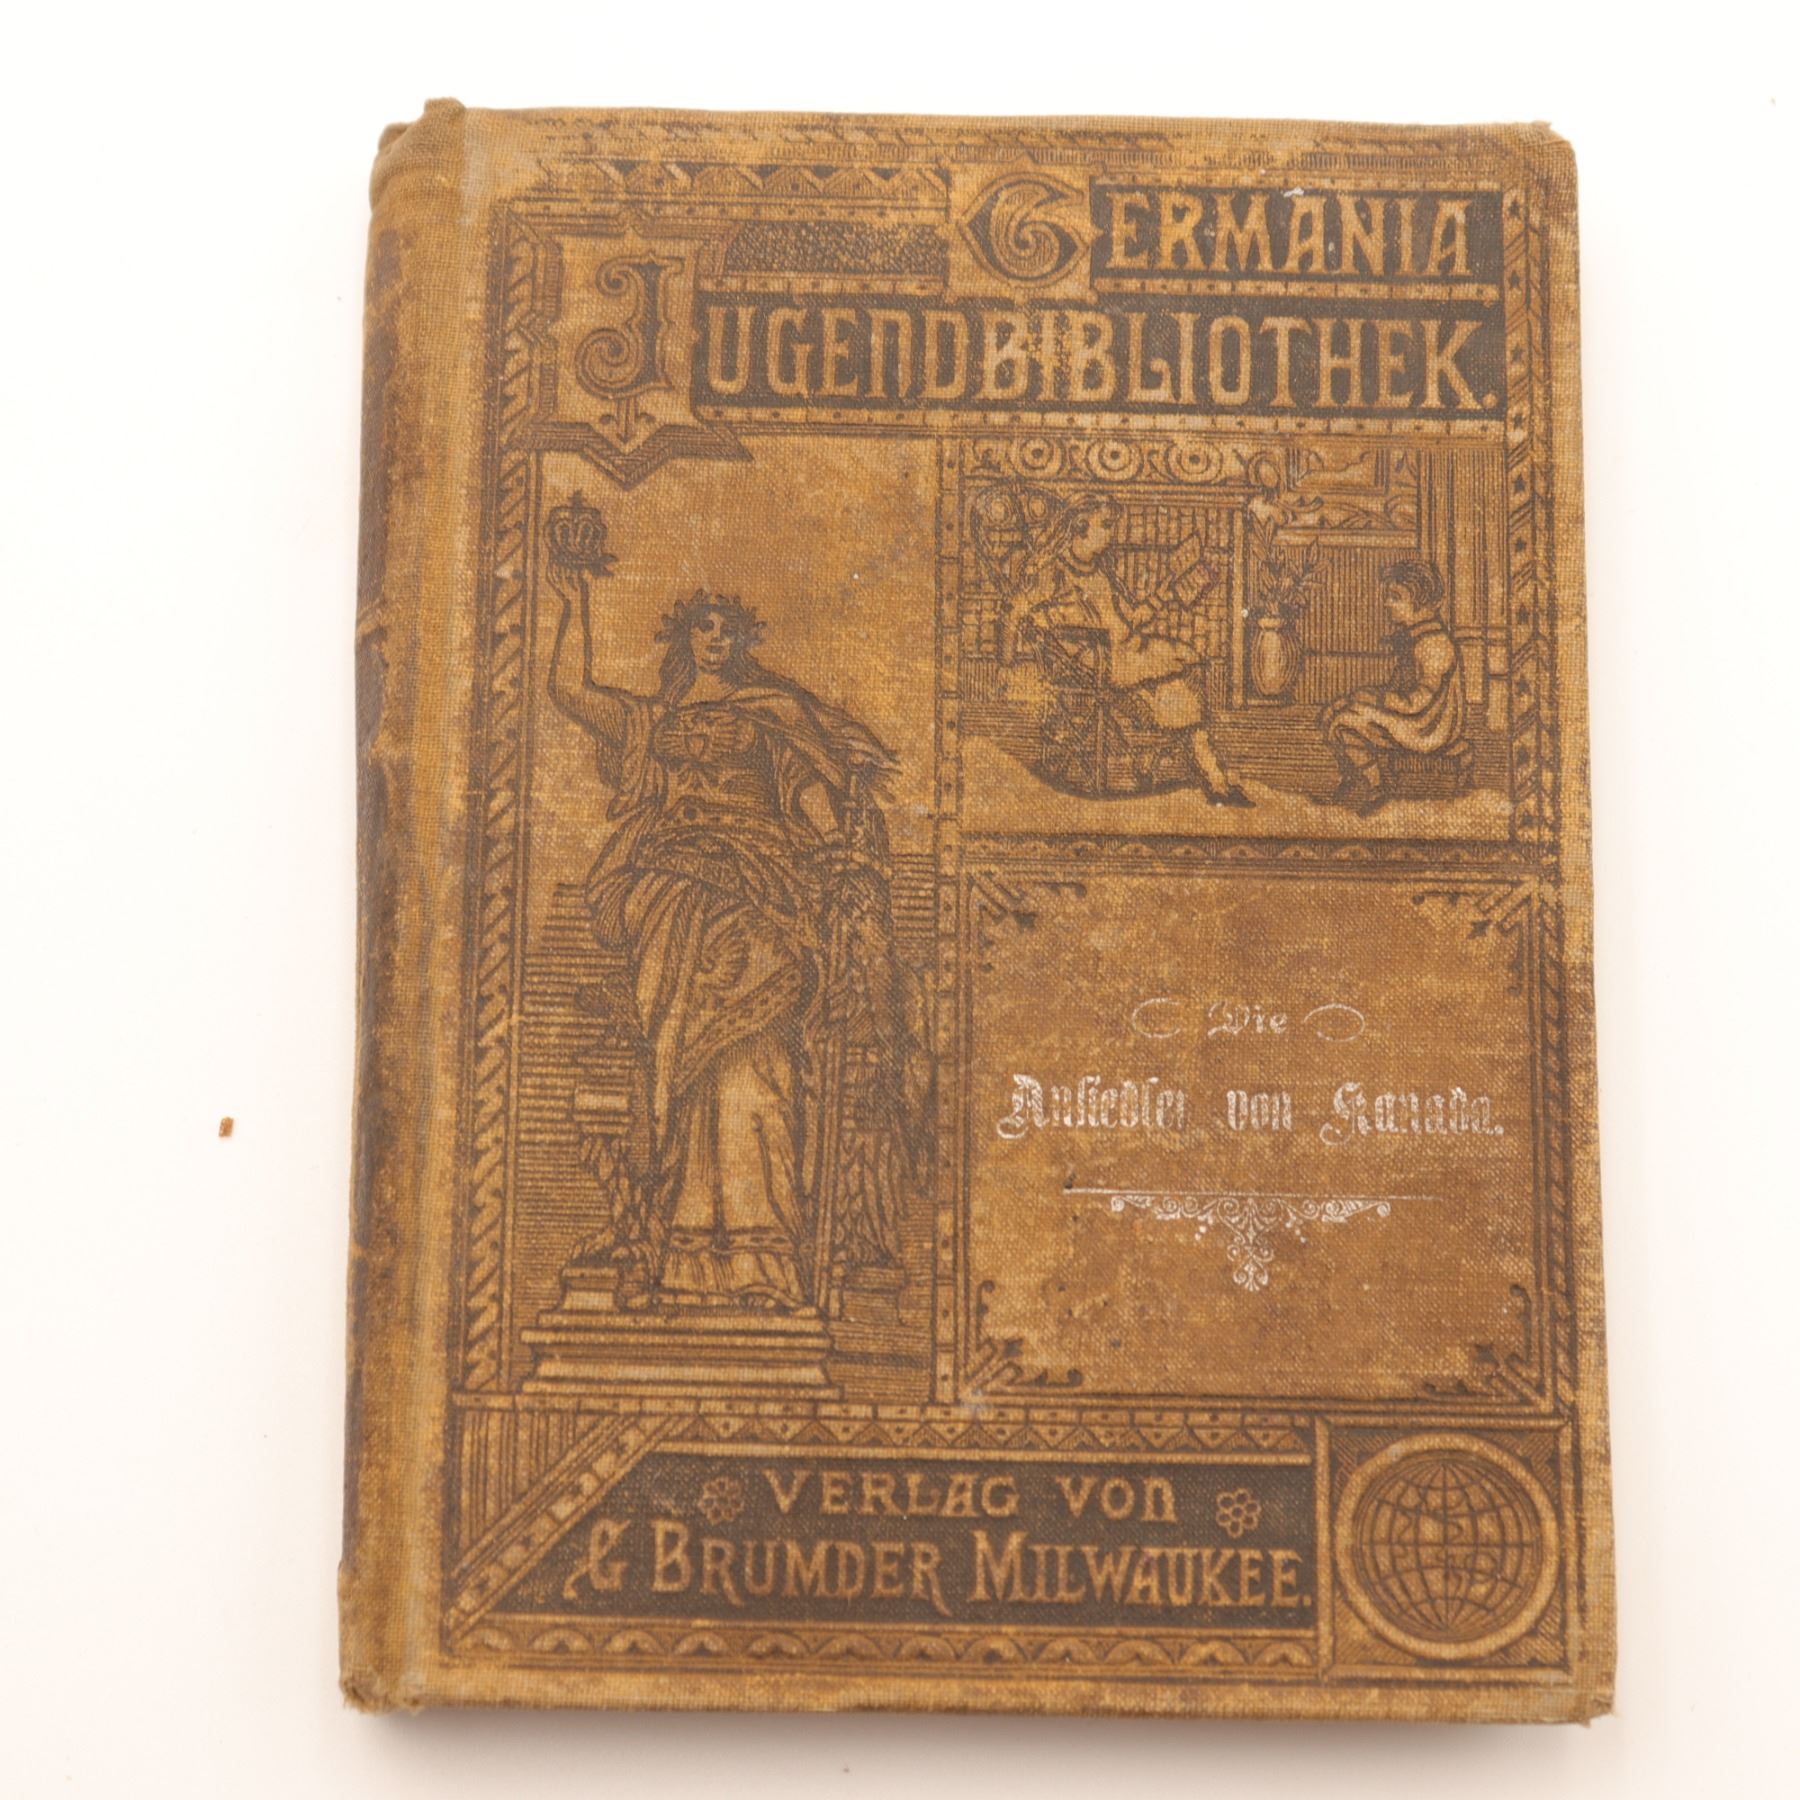 GERMANIA
JUGENDBIBLIOTHEK.
Die
Ansiedler von Kanada.
VERLAG VON
G BRUMDER MILWAUKEE.